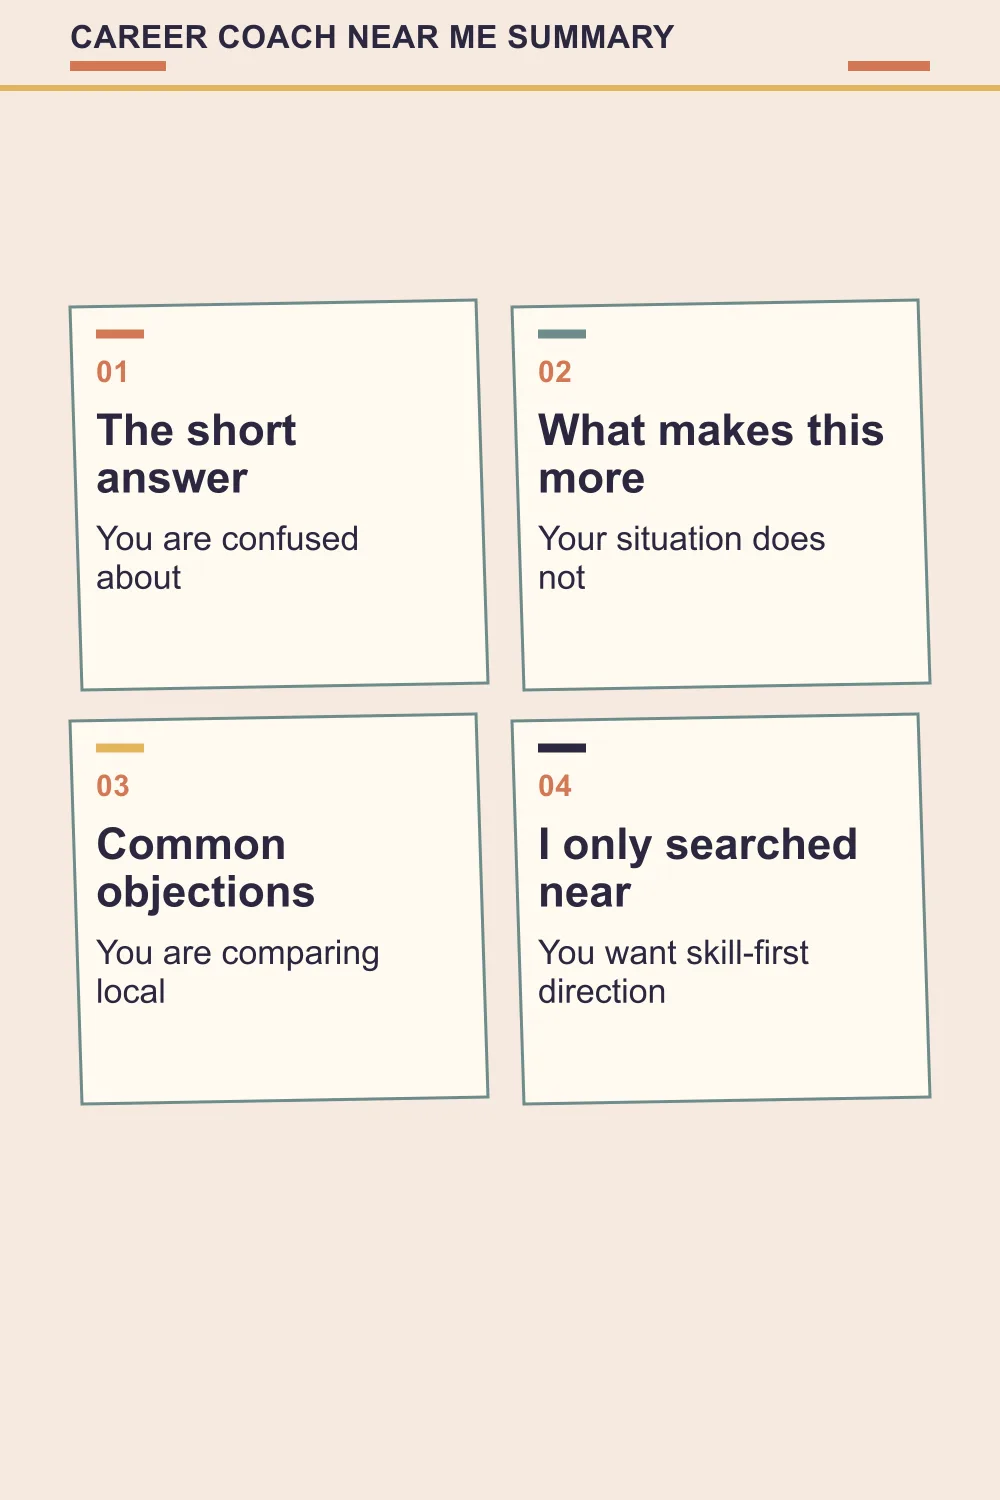 CAREER COACH NEAR ME SUMMARY
01
The short
answer
You are confused
about
02
What makes this
more
Your situation does
not
03
Common
objections
You are comparing
local
04
I only searched
near
You want skill-first
direction